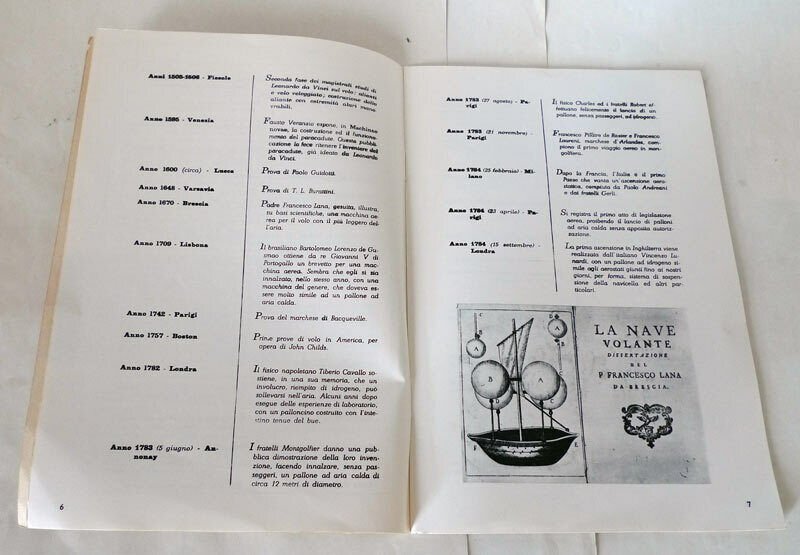 Anni 1505-1506 - Fiesole
Seconda fase dei magistrali studi di
Leonardo da Vinci sul volo: alianti
e velo veleggiato; costruzione dello
aliante con estremità alari mano-
vrabili.
Anno 1595 - Venezia
Fausto Veranzio espone, in Machinae
novae, la costruzione ed il funziona-
mento del paracadute. Questa pubbli-
cazione lo fece ritenere l'inventore del
paracadute, già ideato da Leonardo
da Vinci.
Anno 1600 (circa) - Lucca
Prova di Paolo Guidotti.
Anno 1648 - Varsavia
Prova di T. L. Burattini.
Anno 1670 - Brescia
Padre Francesco Lana, gesuita, illustra,
su basi scientifiche, una macchina ae-
rea per il volo con il più leggero del-
l'aria.
Anno 1709 - Lisbona
Il brasiliano Bartolomeo Lorenzo de Gu-
smao ottiene da re Giovanni V di
Portogallo un brevetto per una mac-
china aerea. Sembra che egli si sia
innalzato, nello stesso anno, con una
macchina del genere, che doveva es-
sere molto simile ad un pallone ad
aria calda.
Anno 1742 - Parigi
Prova del marchese di Bacqueville.
Anno 1757 - Boston
Prine prove di volo in America, per
opera di John Childs.
Anno 1782 - Londra
Il fisico napoletano Tiberio Cavallo so-
stiene, in una sua memoria, che un
involucro, riempito di idrogeno, può
sollevarsi nell'aria. Alcuni anni dopo
esegue delle esperienze di laboratorio,
con un palloncino costruito con l'inte-
stino tenue del bue.
Anno 1783 (5 giugno) - An-
nonay
I fratelli Montgolfier danno una pub-
blica dimostrazione della loro inven-
zione, facendo innalzare, senza pas-
seggeri, un pallone ad aria calda di
circa 12 metri di diametro.
6
Anno 1783 (27 agosto) - Pa-
rigi
Il fisico Charles ed i fratelli Robert ef-
fettuano felicemente il lancio di un
pallone, senza passeggeri, ad idrogeno.
Anno 1783 (21 novembre) -
Parigi
Francesco Pilâtre de Rosier e Francesco
Laurent, marchese d'Arlandes, com-
piono il primo viaggio aereo in mon-
golfiera.
Anno 1784 (25 febbraio) - Mi-
lano
Dopo la Francia, l'Italia è il primo
Paese che vanta un'ascensione aero-
statica, compiuta da Paolo Andreani
e dai fratelli Gerli.
Anno 1784 (23 aprile) - Pa-
rigi
Si registra il primo atto di legislazione
aerea, proibendo il lancio di palloni
ad aria calda senza apposita autoriz-
zazione.
Anno 1784 (15 settembre) -
Londra
La prima ascensione in Inghilterra viene
realizzata dall'italiano Vincenzo Lu-
nardi, con un pallone ad idrogeno si-
mile agli aerostati giunti fino ai nostri
giorni, per forma, sistema di sospen-
sione della navicella ed altri parti-
colari.
C
B
A
A
B
A
F
E
LA NAVE
VOLANTE
DISSERTAZIONE
DEL
P. FRANCESCO LANA
DA BRESCIA.
7